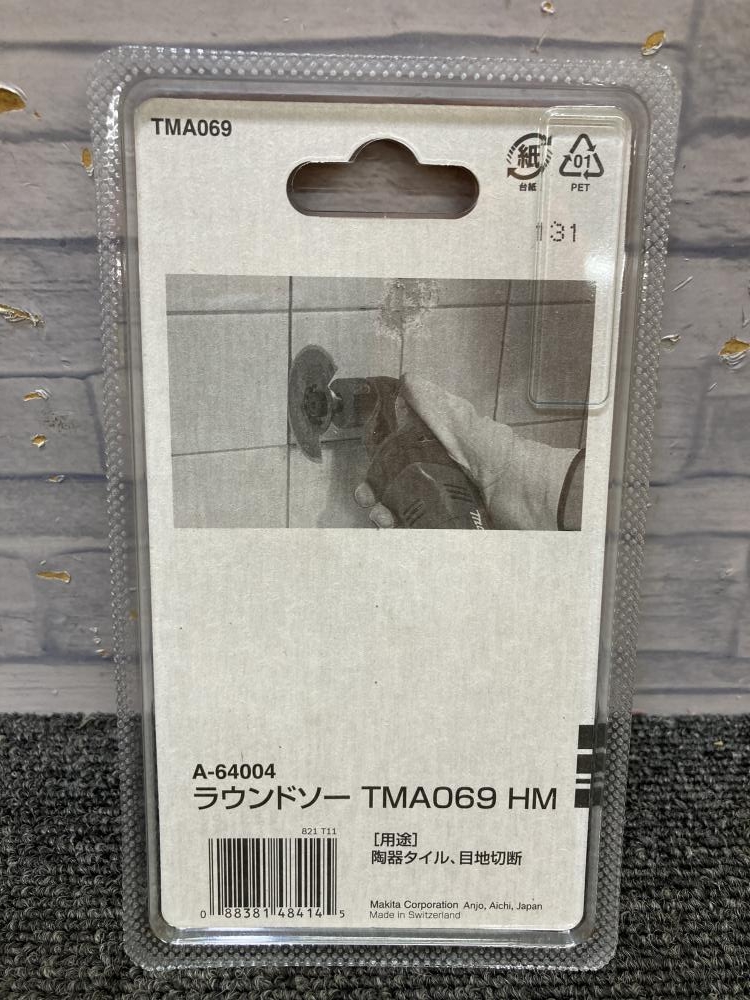 TMA069
紙
台紙
01
PET
131
A-64004
ラウンドソー TMA069 HM
821 T11
[用途]
陶器タイル、目地切断
0 88381 48414 5
Makita Corporation Anjo, Aichi, Japan
Made in Switzerland